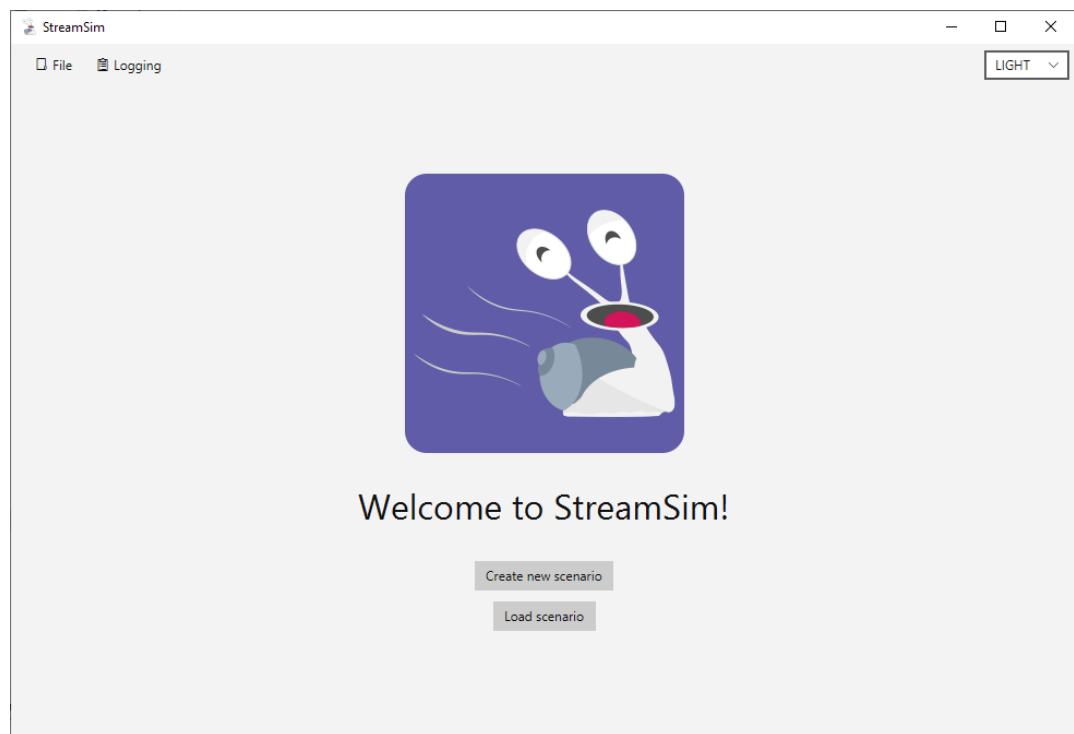 StreamSim
File Logging
LIGHT
Welcome to StreamSim!
Create new scenario
Load scenario